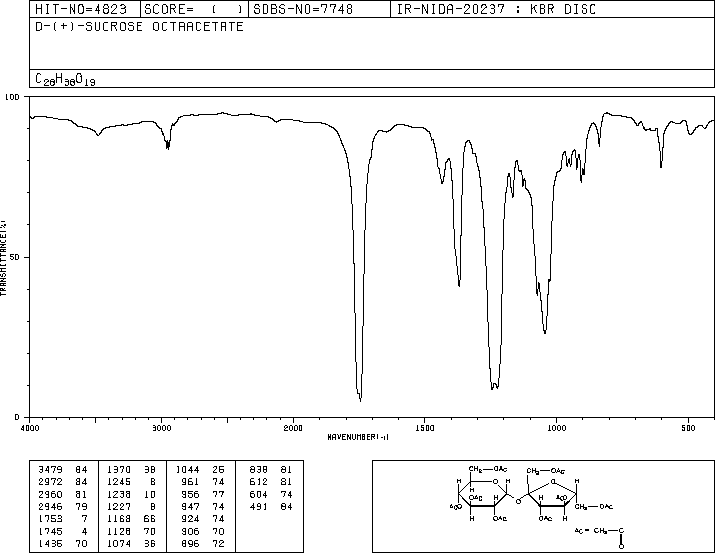 HIT-NO=4823 SCORE= ( ) SDBS-NO=7748 IR-NIDA-20237 : KBR DISC
D-(+)-SUCROSE OCTAACETATE
C28H38O19
100
50
0
TRANSMITTANCE(%)
4000 3000 2000 1500 1000 500
WAVENUMBER(-1)
3479 84 1370 38 1044 26 838 81
2972 84 1245 8 961 74 612 81
2960 81 1238 10 956 77 604 74
2946 79 1227 8 947 74 491 84
1753 7 1168 66 924 74
1745 4 1128 70 906 70
1435 70 1074 36 896 72
CH2-OAc
CH2-OAc
H O H O H
H H
OAc H H OAc
AcO O CH2-OAc
H OAc OAc H
Ac = CH3-C
O